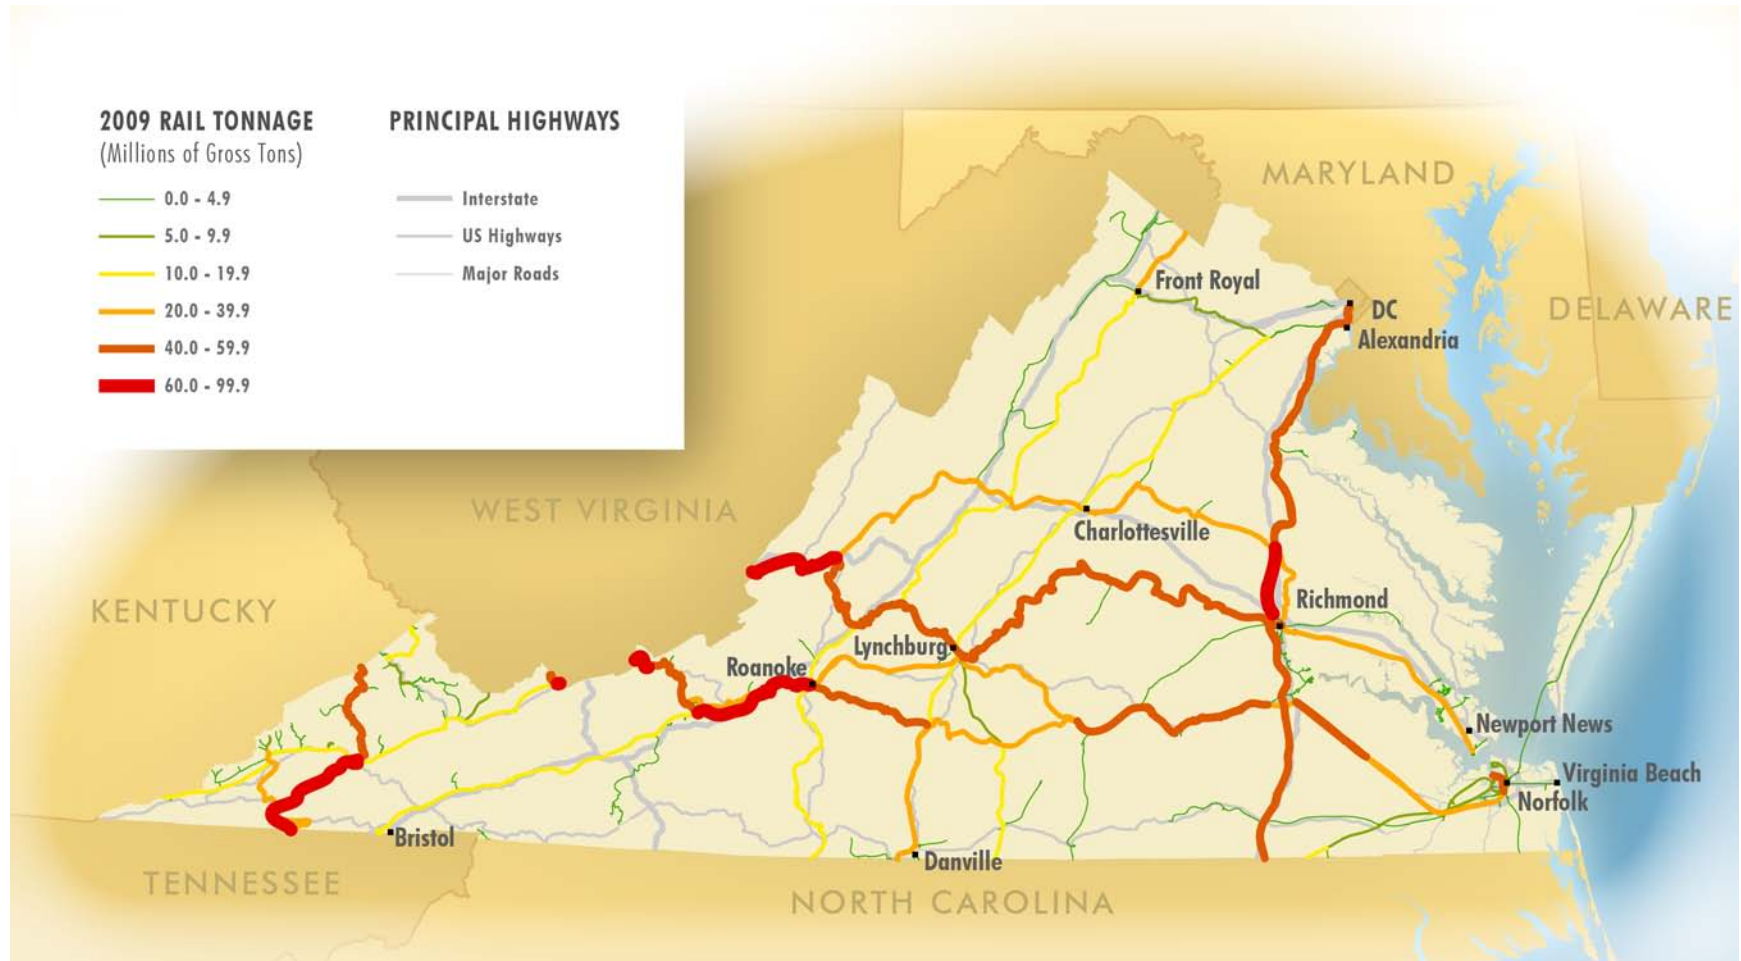 2009 RAIL TONNAGE
(Millions of Gross Tons)
0.0 - 4.9
5.0 - 9.9
10.0 - 19.9
20.0 - 39.9
40.0 - 59.9
60.0 - 99.9
PRINCIPAL HIGHWAYS
Interstate
US Highways
Major Roads
MARYLAND
Front Royal
DC
DELAWARE
Alexandria
WEST VIRGINIA
Charlottesville
KENTUCKY
Richmond
Lynchburg
Roanoke
Newport News
Virginia Beach
Norfolk
Bristol
Danville
TENNESSEE
NORTH CAROLINA